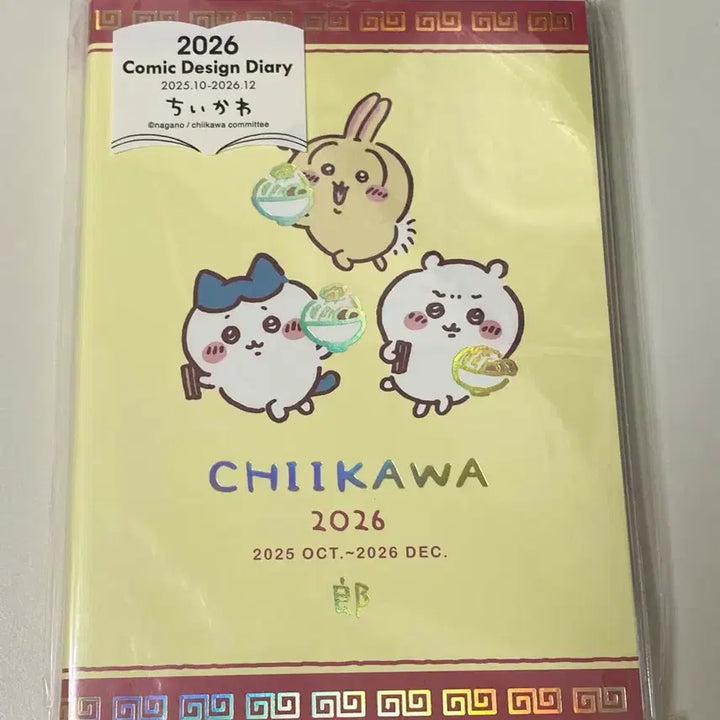 2026
Comic Design Diary
2025.10-2026.12
ちいかわ
©nagano / chiikawa committee
CHIIKAWA
2026
2025 OCT.~2026 DEC.
郎